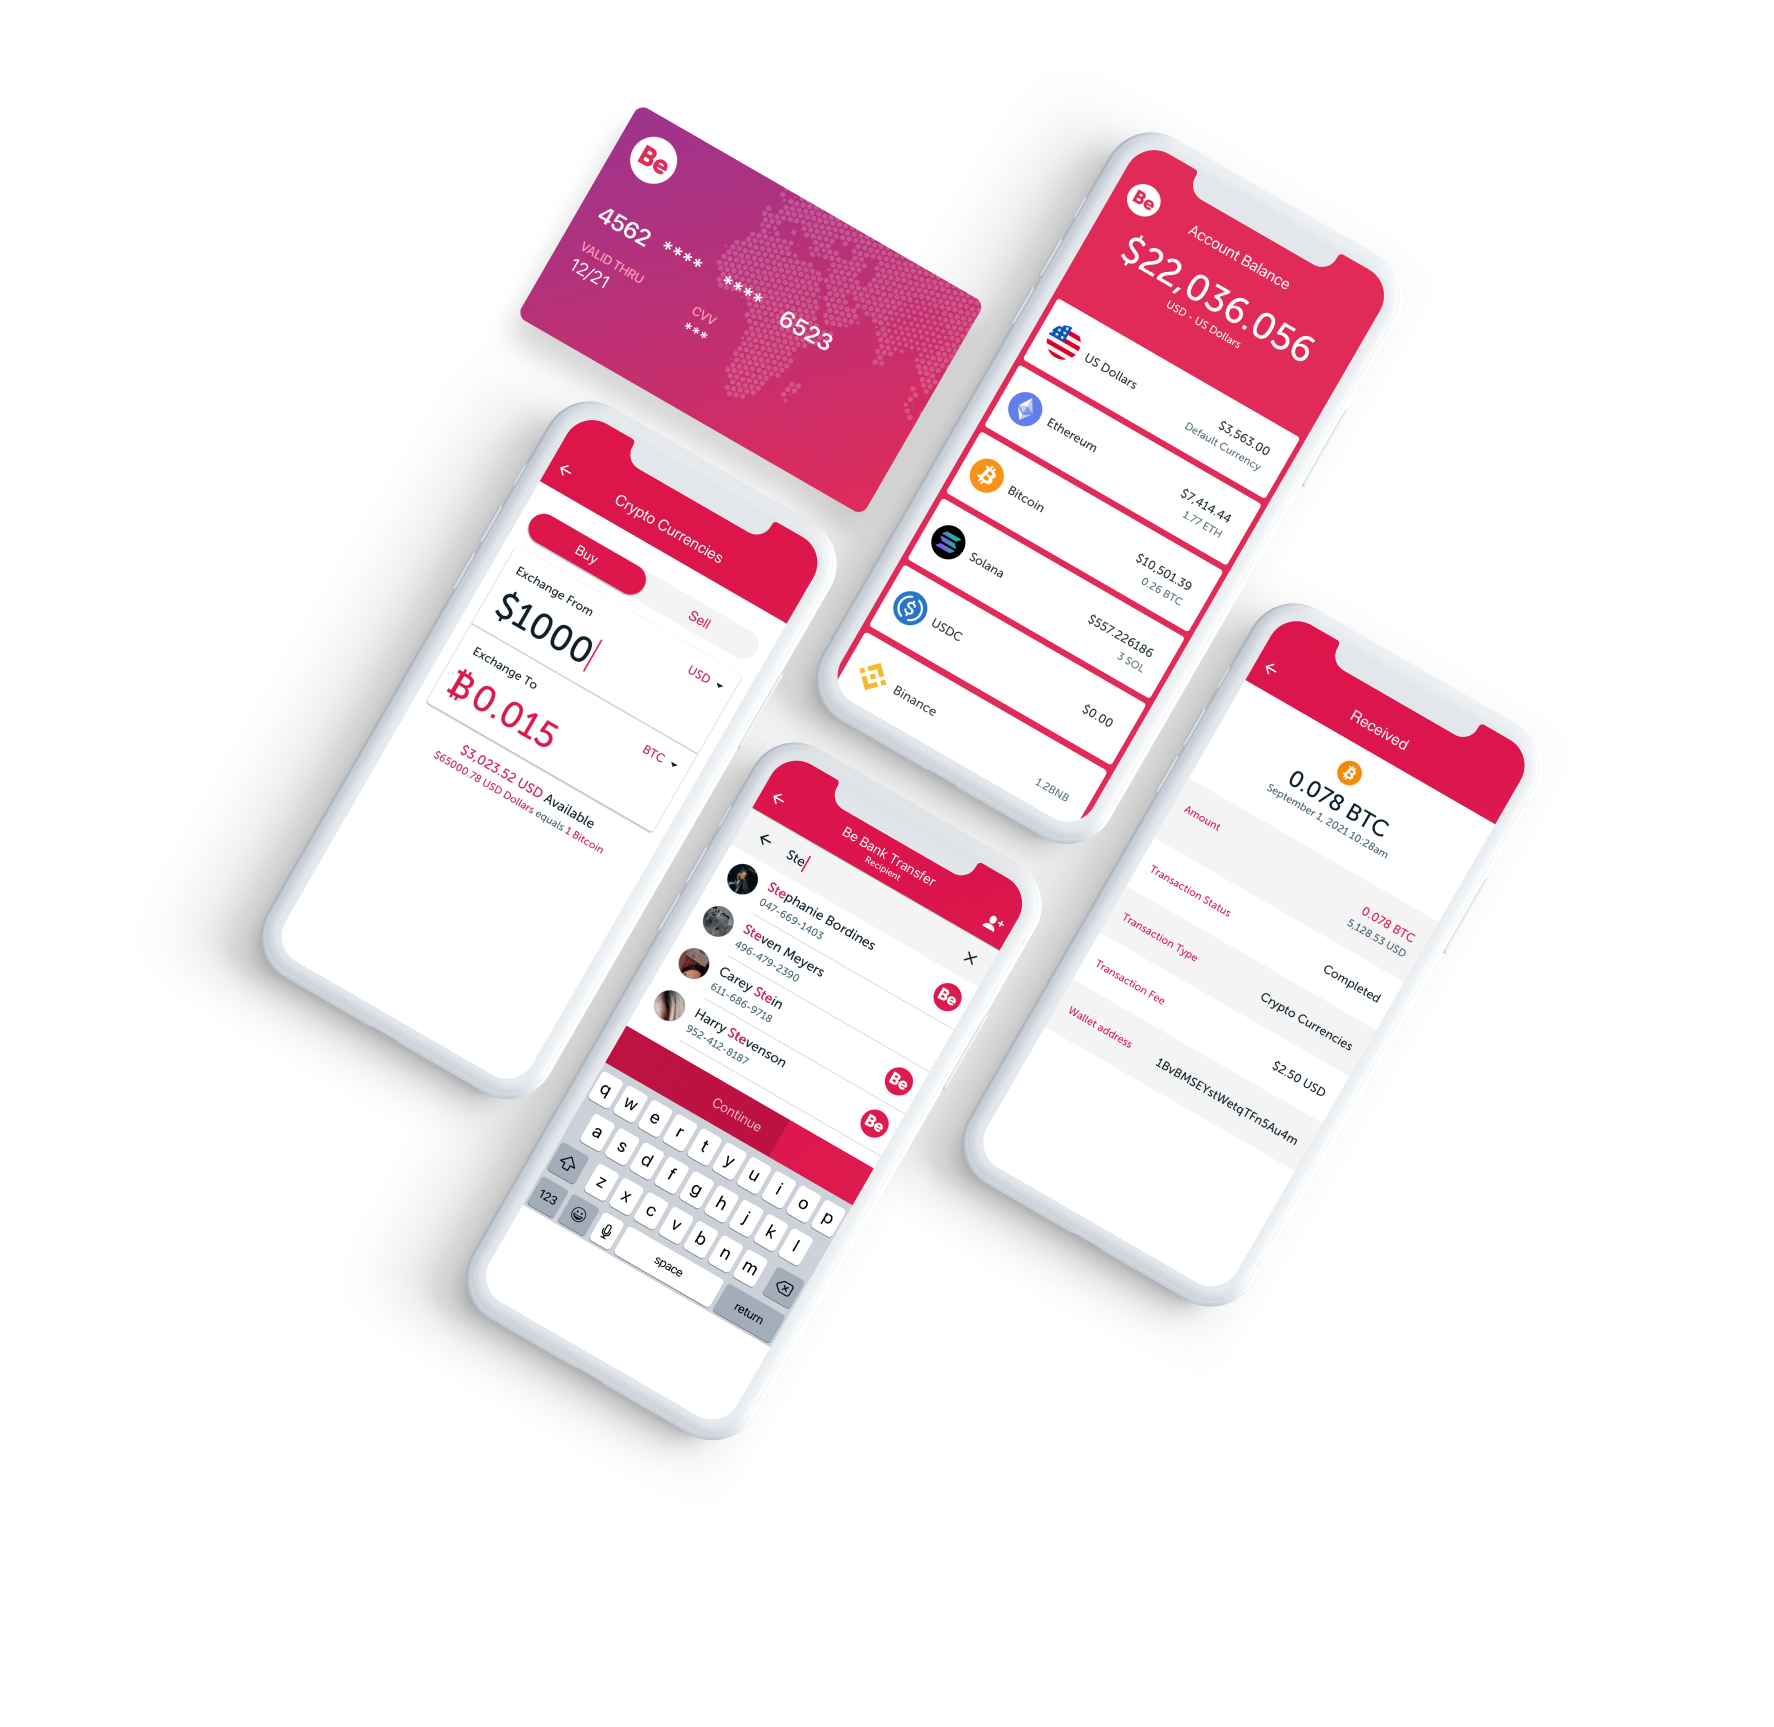 Be
4562 **** **** 6523
VALID THRU
12/21
CVV
***
Be
Account Balance
$22,036.056
USD - US Dollars
US Dollars
$3,563.00
Default Currency
Ethereum
$7,414.44
1.77 ETH
Bitcoin
$10,501.39
0.26 BTC
Solana
$557.226186
3 SOL
USDC
$0.00
Binance
1.2BNB
Crypto Currencies
Buy
Sell
Exchange From
$1000
USD
Exchange To
₿0.015
BTC
$3,023.52 USD Available
$65000.78 USD Dollars equals 1 Bitcoin
Be Bank Transfer
Recipient
Ste
Stephanie Bordines
047-669-1403
Be
Steven Meyers
496-479-2390
Carey Stein
611-686-9718
Be
Harry Stevenson
952-412-8187
Be
Continue
q w e r t y u i o p
a s d f g h j k l
z x c v b n m
123 space return
Received
0.078 BTC
September 1, 2021 10:28am
Amount
0.078 BTC
5,128.53 USD
Transaction Status
Completed
Transaction Type
Crypto Currencies
Transaction Fee
$2.50 USD
Wallet address
1BvBMSEYstWetqTFn5Au4m